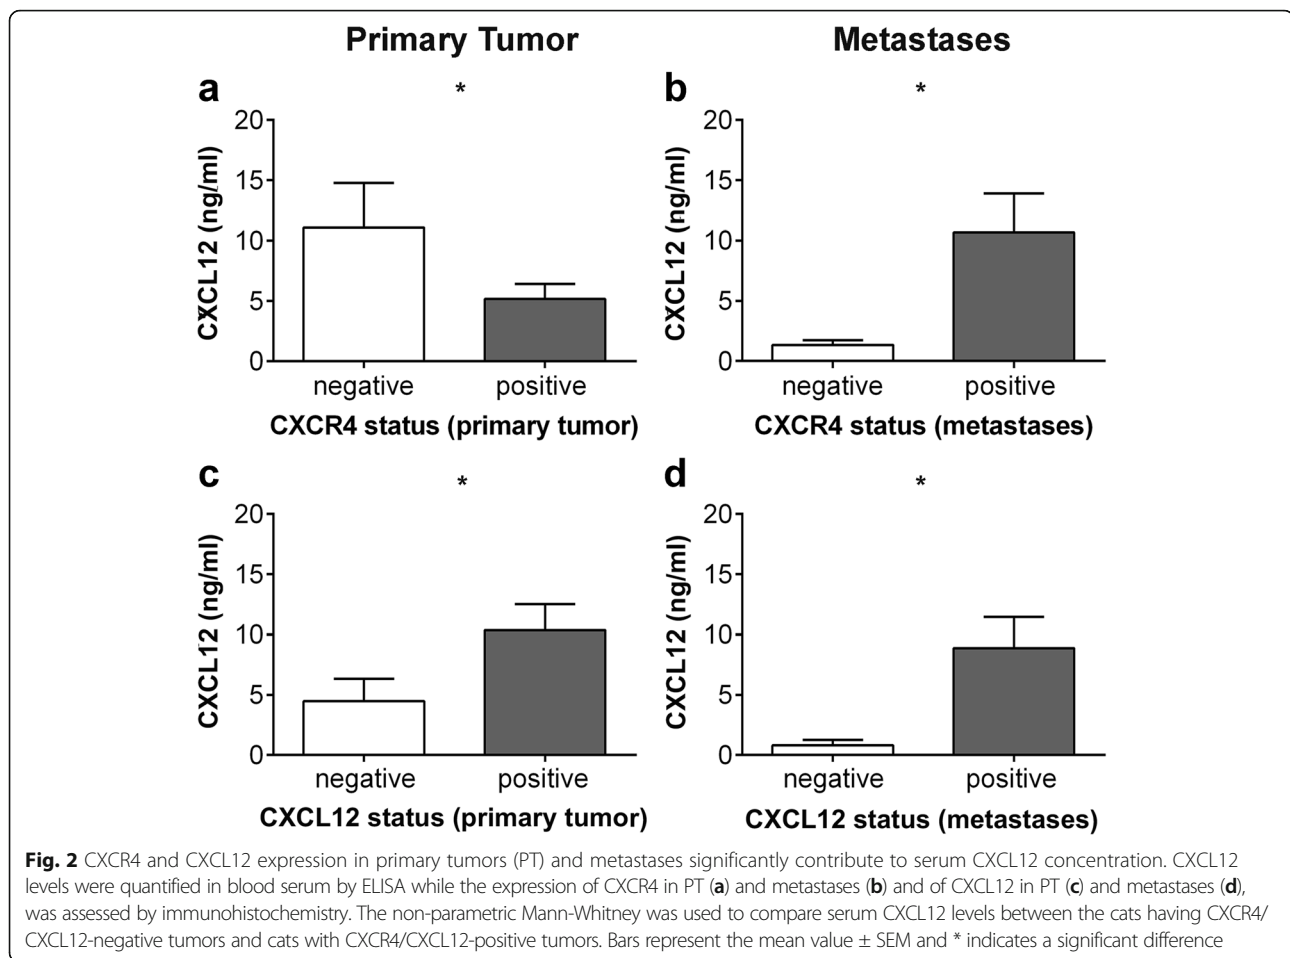 Primary Tumor
Metastases
a
*
b
*
CXCL12 (ng/ml)
20
15
10
5
0
negative positive
CXCR4 status (primary tumor)
CXCL12 (ng/ml)
20
15
10
5
0
negative positive
CXCR4 status (metastases)
c
*
d
*
CXCL12 (ng/ml)
20
15
10
5
0
negative positive
CXCL12 status (primary tumor)
CXCL12 (ng/ml)
20
15
10
5
0
negative positive
CXCL12 status (metastases)
Fig. 2 CXCR4 and CXCL12 expression in primary tumors (PT) and metastases significantly contribute to serum CXCL12 concentration. CXCL12
levels were quantified in blood serum by ELISA while the expression of CXCR4 in PT (a) and metastases (b) and of CXCL12 in PT (c) and metastases (d),
was assessed by immunohistochemistry. The non-parametric Mann-Whitney was used to compare serum CXCL12 levels between the cats having CXCR4/
CXCL12-negative tumors and cats with CXCR4/CXCL12-positive tumors. Bars represent the mean value ± SEM and * indicates a significant difference